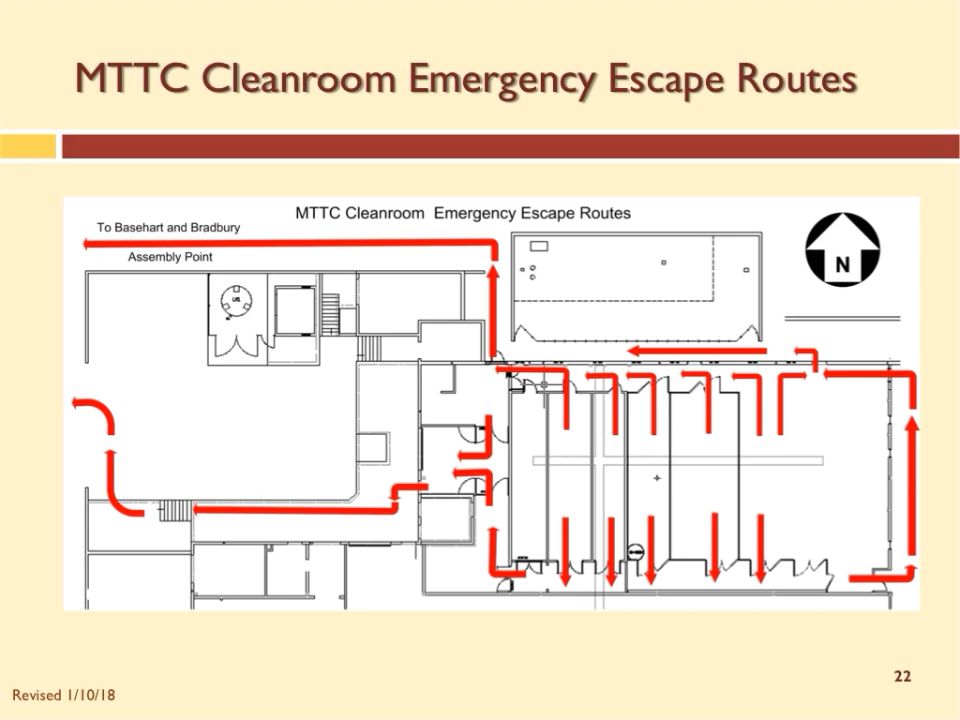 MTTC Cleanroom Emergency Escape Routes
MTTC Cleanroom Emergency Escape Routes
To Basehart and Bradbury
Assembly Point
N
22
Revised 1/10/18